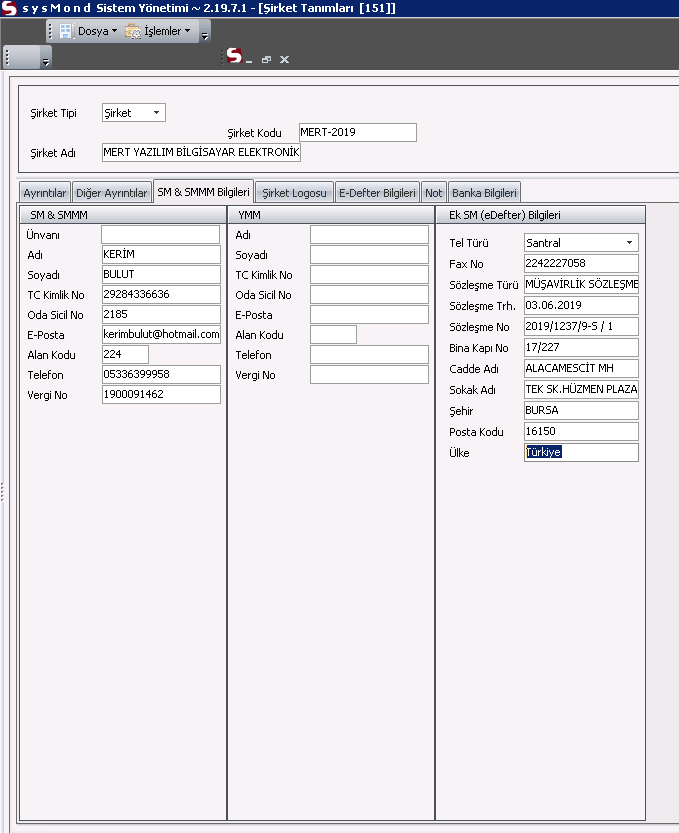 sysMond Sistem Yönetimi ~ 2.19.7.1 - [Şirket Tanımları [151]]
Dosya İşlemler
Şirket Tipi Şirket
Şirket Kodu MERT-2019
Şirket Adı MERT YAZILIM BİLGİSAYAR ELEKTRONİK
Ayrıntılar Diğer Ayrıntılar SM & SMMM Bilgileri Şirket Logosu E-Defter Bilgileri Not Banka Bilgileri
SM & SMMM
Ünvanı
Adı KERİM
Soyadı BULUT
TC Kimlik No 29284336636
Oda Sicil No 2185
E-Posta kerimbulut@hotmail.com
Alan Kodu 224
Telefon 05336399958
Vergi No 1900091462
YMM
Adı
Soyadı
TC Kimlik No
Oda Sicil No
E-Posta
Alan Kodu
Telefon
Vergi No
Ek SM (eDefter) Bilgileri
Tel Türü Santral
Fax No 2242227058
Sözleşme Türü MÜŞAVİRLİK SÖZLEŞME
Sözleşme Trh. 03.06.2019
Sözleşme No 2019/1237/9-S / 1
Bina Kapı No 17/227
Cadde Adı ALACAMESCİT MH
Sokak Adı TEK SK.HÜZMEN PLAZA
Şehir BURSA
Posta Kodu 16150
Ülke Türkiye